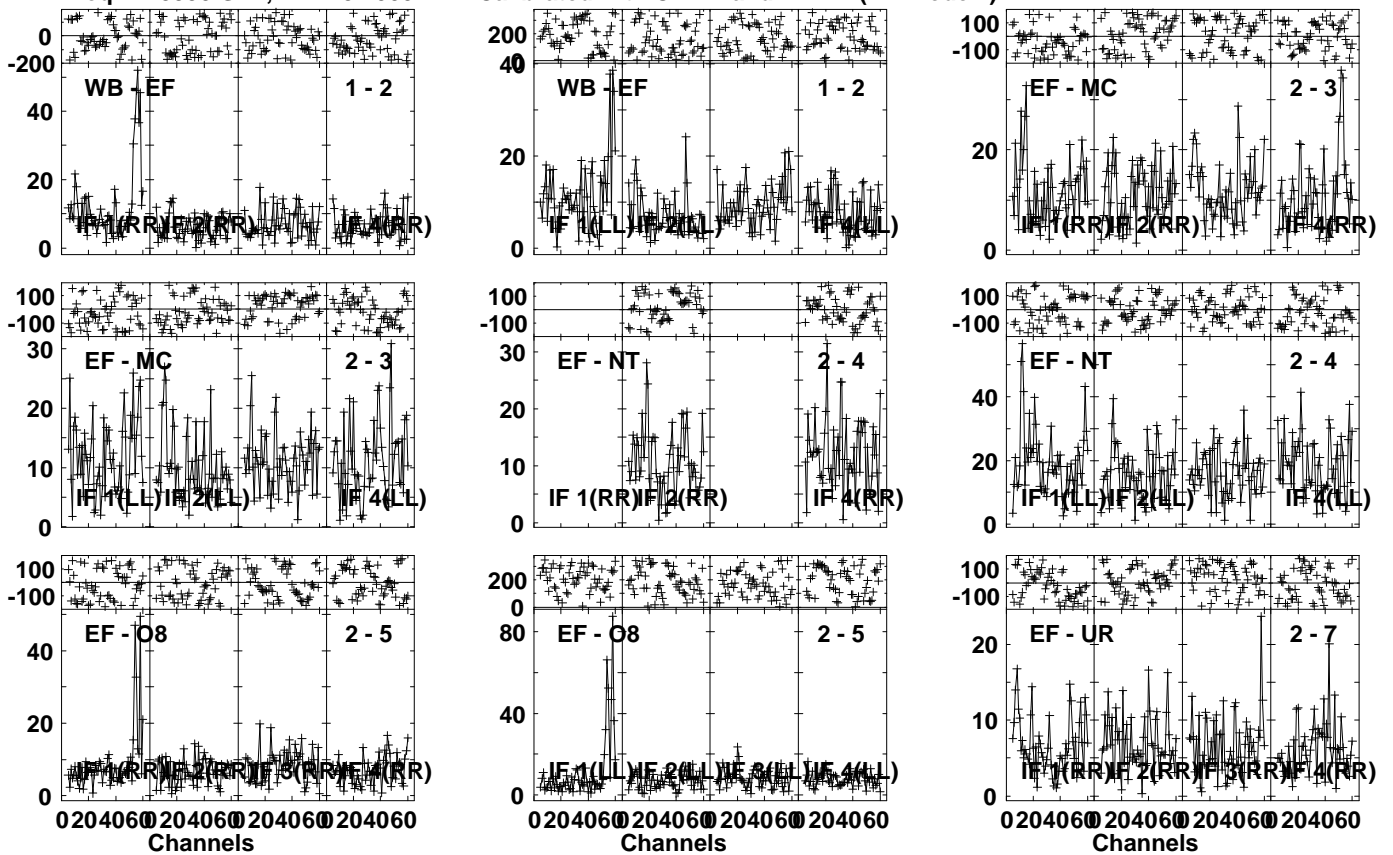 0
-200
WB - EF
1 - 2
40
20
0
IF 1(RR)
IF 2(RR)
IF 4(RR)
200
0
40
WB - EF
1 - 2
20
0
IF 1(LL)
IF 2(LL)
IF 4(LL)
100
-100
EF - MC
2 - 3
20
0
IF 1(RR)
IF 2(RR)
IF 4(RR)
100
-100
30
EF - MC
2 - 3
20
10
0
IF 1(LL)
IF 2(LL)
IF 4(LL)
100
-100
30
EF - NT
2 - 4
20
10
0
IF 1(RR)
IF 2(RR)
IF 4(RR)
100
-100
EF - NT
2 - 4
40
20
0
IF 1(LL)
IF 2(LL)
IF 4(LL)
100
-100
EF - O8
2 - 5
40
20
0
IF 1(RR)
IF 2(RR)
IF 3(RR)
IF 4(RR)
0 20 40 60 0 20 40 60 0 20 40 60 0 20 40 60
Channels
200
0
80
EF - O8
2 - 5
40
0
IF 1(LL)
IF 2(LL)
IF 3(LL)
IF 4(LL)
0 20 40 60 0 20 40 60 0 20 40 60 0 20 40 60
Channels
100
-100
EF - UR
2 - 7
20
10
0
IF 1(RR)
IF 2(RR)
IF 3(RR)
IF 4(RR)
0 20 40 60 0 20 40 60 0 20 40 60 0 20 40 60
Channels